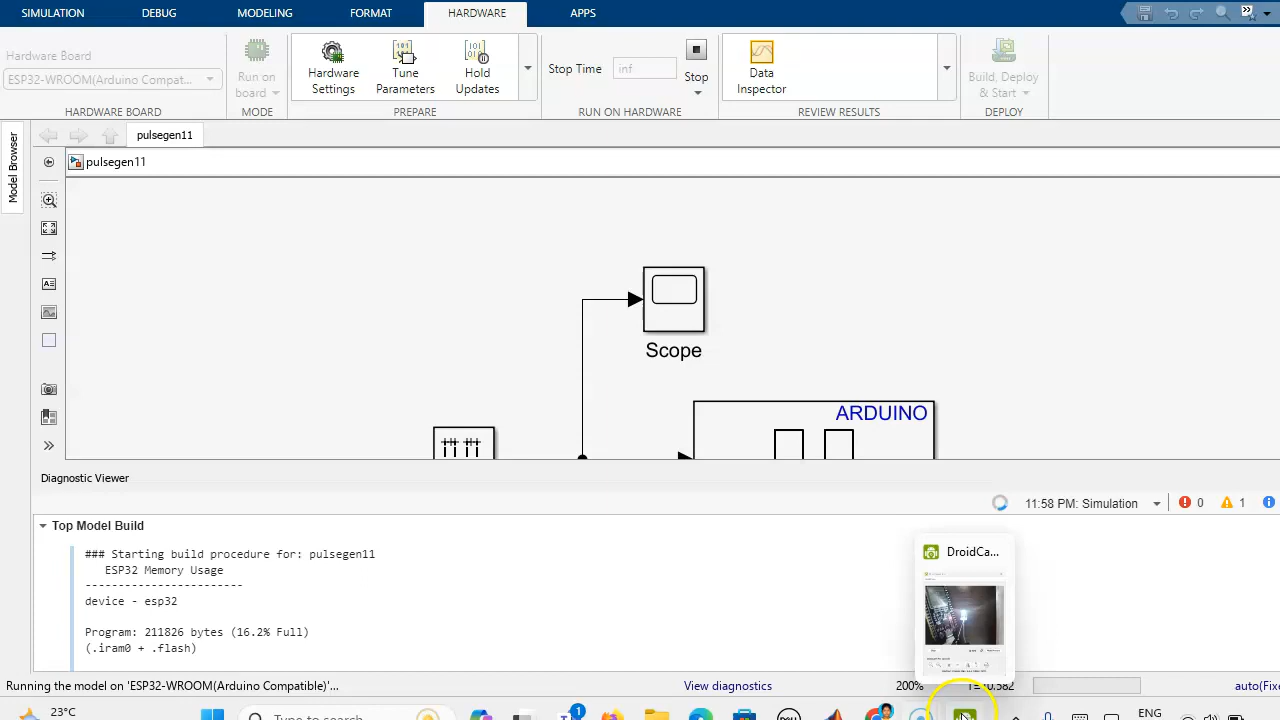 SIMULATION DEBUG MODELING FORMAT HARDWARE APPS
Hardware Board
ESP32-WROOM(Arduino Compat...
HARDWARE BOARD
Run on
board
MODE
Hardware
Settings
Tune
Parameters
Hold
Updates
PREPARE
Stop Time inf
Stop
RUN ON HARDWARE
Data
Inspector
REVIEW RESULTS
Build, Deploy
& Start
DEPLOY
Model Browser
pulsegen11
pulsegen11
Scope
ARDUINO
Diagnostic Viewer
11:58 PM: Simulation 0 1
Top Model Build
### Starting build procedure for: pulsegen11
ESP32 Memory Usage
------------------------
device - esp32
Program: 211826 bytes (16.2% Full)
(.iram0 + .flash)
DroidCa...
Running the model on 'ESP32-WROOM(Arduino Compatible)'... View diagnostics 200% auto(Fixe
23°C
Type to search
1
ENG